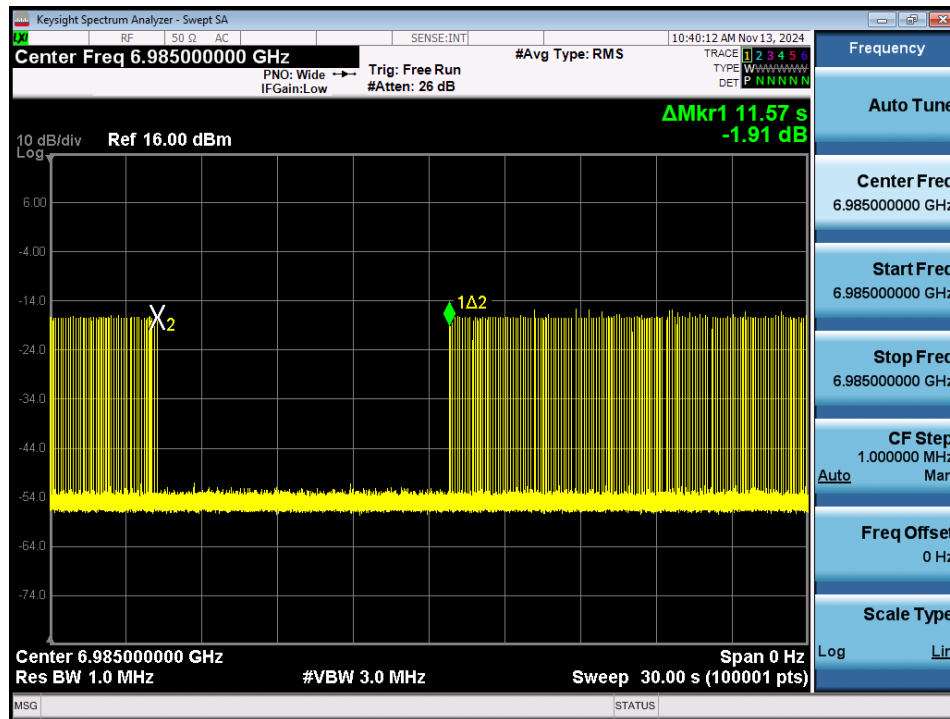 Keysight Spectrum Analyzer - Swept SA
LXI RF 50 Ω AC SENSE:INT 10:40:12 AM Nov 13, 2024
Center Freq 6.985000000 GHz
PNO: Wide
IFGain:Low
Trig: Free Run
#Atten: 26 dB
#Avg Type: RMS
TRACE 1 2 3 4 5 6
TYPE WWWWWW
DET P N N N N N
ΔMkr1 11.57 s
-1.91 dB
10 dB/div Ref 16.00 dBm
Log
6.00
-4.00
-14.0
-24.0
-34.0
-44.0
-54.0
-64.0
-74.0
X2
1Δ2
Center 6.985000000 GHz Span 0 Hz
Res BW 1.0 MHz #VBW 3.0 MHz Sweep 30.00 s (100001 pts)
MSG STATUS
Frequency
Auto Tune
Center Freq
6.985000000 GHz
Start Freq
6.985000000 GHz
Stop Freq
6.985000000 GHz
CF Step
1.000000 MHz
Auto Man
Freq Offset
0 Hz
Scale Type
Log Lin